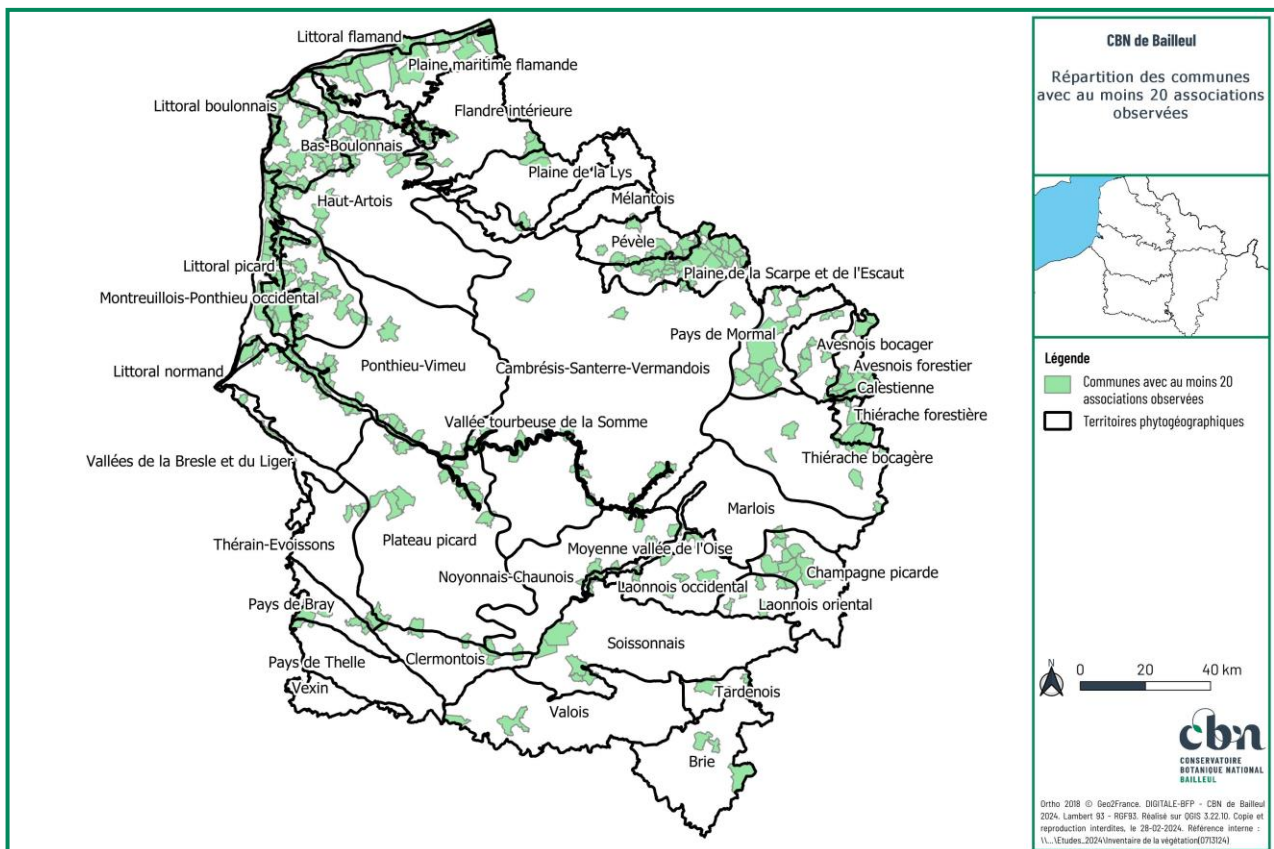 Littoral flamand
Plaine maritime flamande
Littoral boulonnais
Flandre intérieure
Bas-Boulonnais
Plaine de la Lys
Haut-Artois
Mélantois
Pévèle
Littoral picard
Plaine de la Scarpe et de l'Escaut
Montreuillois-Ponthieu occidental
Pays de Mormal
Avesnois bocager
Littoral normand
Ponthieu-Vimeu
Cambrésis-Santerre-Vermandois
Avesnois forestier
Calestienne
Thiérache forestière
Vallée tourbeuse de la Somme
Vallées de la Bresle et du Liger
Thiérache bocagère
Marlois
Thérain-Evoissons
Plateau picard
Moyenne vallée de l'Oise
Noyonnais-Chaunois
Champagne picarde
Laonnois occidental
Pays de Bray
Laonnois oriental
Soissonnais
Pays de Thelle
Clermontois
Vexin
Tardenois
Valois
Brie
CBN de Bailleul
Répartition des communes
avec au moins 20 associations
observées
Légende
Communes avec au moins 20
associations observées
Territoires phytogéographiques
N
0 20 40 km
cbn
CONSERVATOIRE
BOTANIQUE NATIONAL
BAILLEUL
Ortho 2018 © Geo2France. DIGITALE-BFP - CBN de Bailleul
2024. Lambert 93 - RGF93. Réalisé sur QGIS 3.22.10. Copie et
reproduction interdites, le 28-02-2024. Référence interne :
\\...\Etudes_2024\Inventaire de la végétation(0713124)